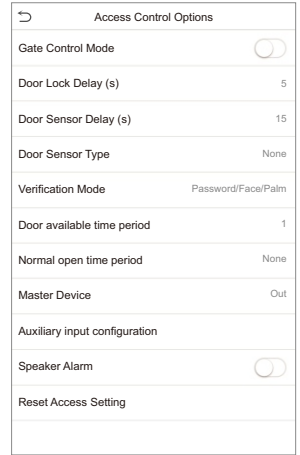 Access Control Options
Gate Control Mode
Door Lock Delay (s) 5
Door Sensor Delay (s) 15
Door Sensor Type None
Verification Mode Password/Face/Palm
Door available time period 1
Normal open time period None
Master Device Out
Auxiliary input configuration
Speaker Alarm
Reset Access Setting